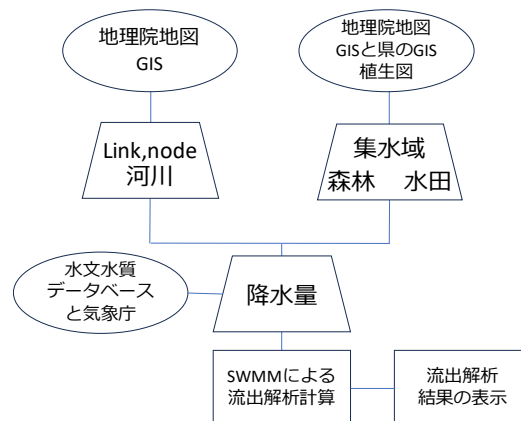 地理院地図
GIS
地理院地図
GISと県のGIS
植生図
Link,node
河川
集水域
森林　水田
水文水質
データベース
と気象庁
降水量
SWMMによる
流出解析計算
流出解析
結果の表示